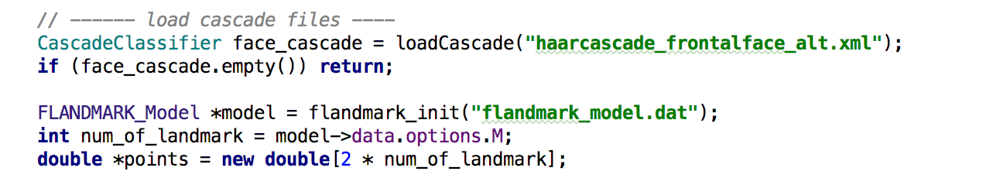 // ------ load cascade files ----
CascadeClassifier face_cascade = loadCascade("haarcascade_frontalface_alt.xml");
if (face_cascade.empty()) return;
FLANDMARK_Model *model = flandmark_init("flandmark_model.dat");
int num_of_landmark = model->data.options.M;
double *points = new double[2 * num_of_landmark];